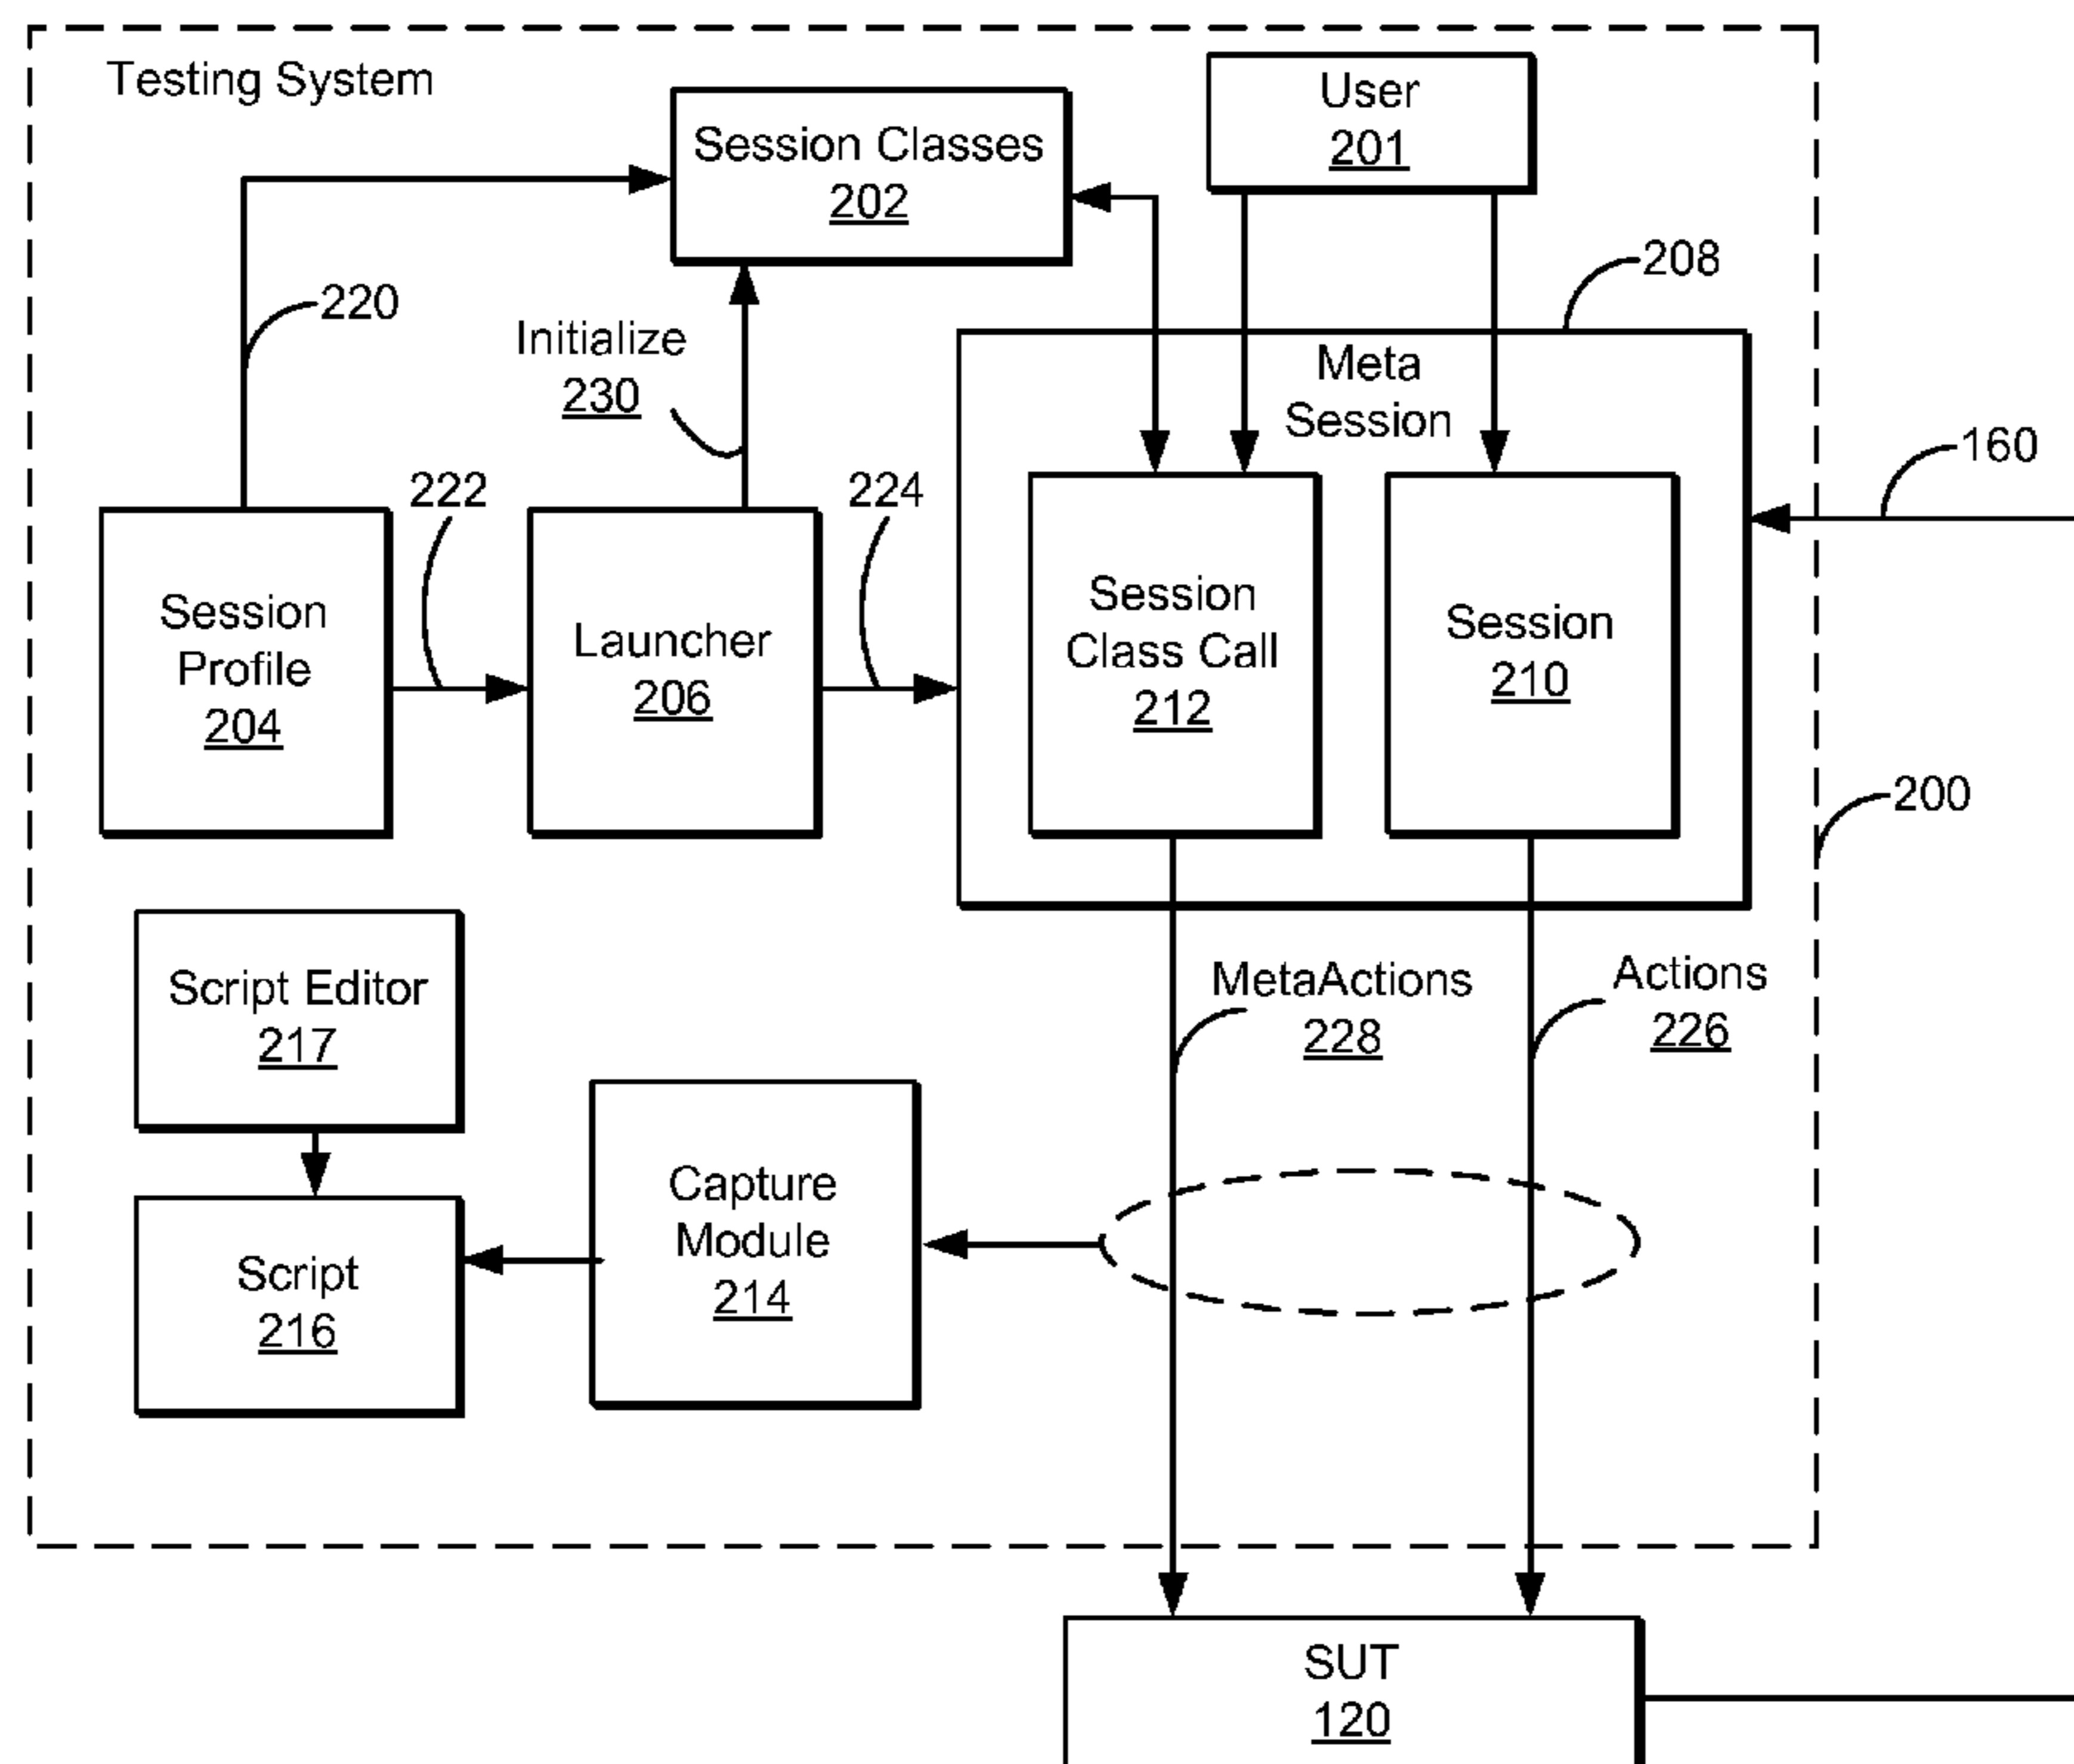 Testing System
User
201
Session Classes
202
208
220
Initialize
230
Meta
Session
160
222
224
Session
Profile
204
Launcher
206
Session
Class Call
212
Session
210
200
Script Editor
217
MetaActions
228
Actions
226
Capture
Module
214
Script
216
SUT
120